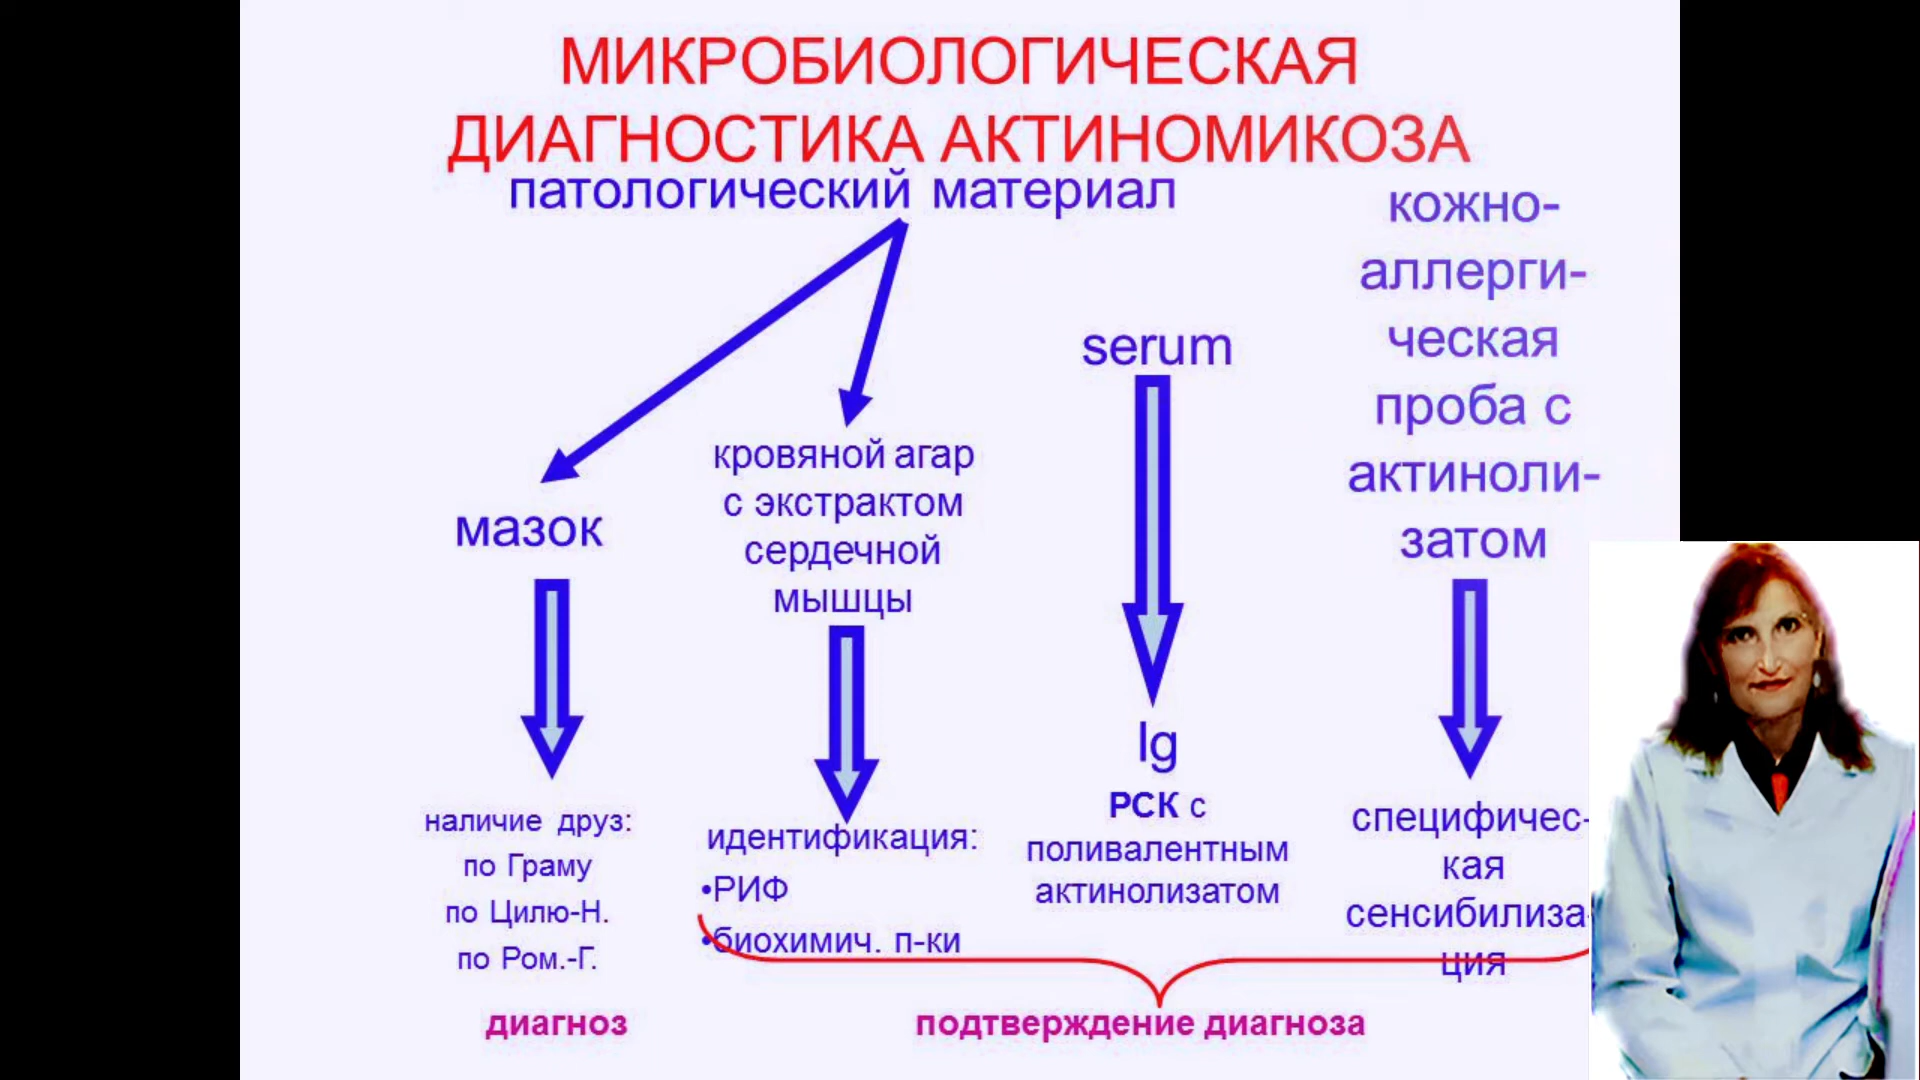 МИКРОБИОЛОГИЧЕСКАЯ
ДИАГНОСТИКА АКТИНОМИКОЗА
патологический материал
мазок
наличие друз:
по Граму
по Цилю-Н.
по Ром.-Г.
диагноз
кровяной агар
с экстрактом
сердечной
мышцы
идентификация:
•РИФ
•биохимич. п-ки
serum
Ig
РСК с
поливалентным
актинолизатом
кожно-
аллерги-
ческая
проба с
актиноли-
затом
специфичес-
кая
сенсибилиза-
ция
подтверждение диагноза